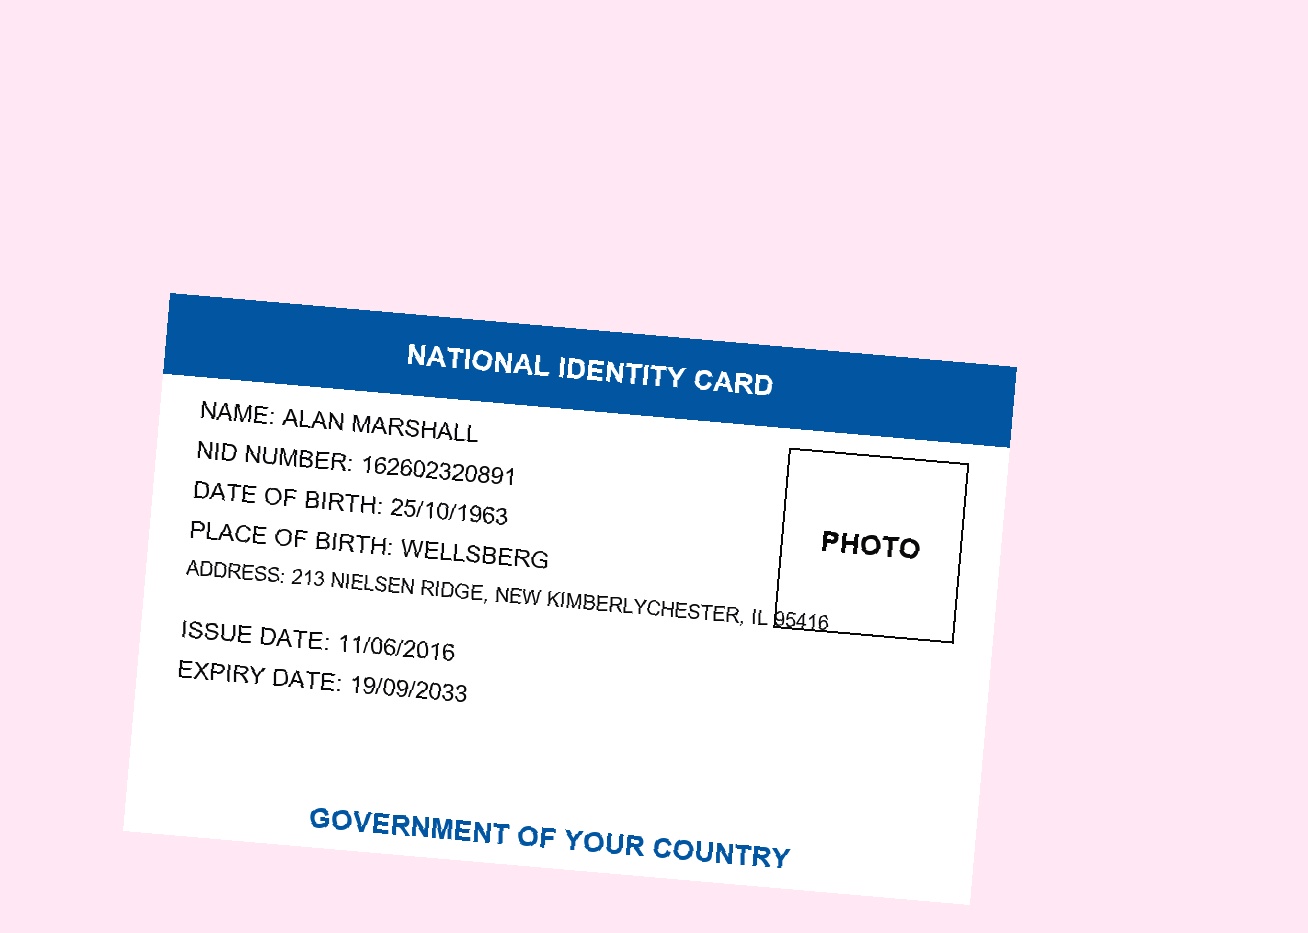 NATIONAL IDENTITY CARD
NAME: ALAN MARSHALL
NID NUMBER: 162602320891
DATE OF BIRTH: 25/10/1963
PLACE OF BIRTH: WELLSBERG
ADDRESS: 213 NIELSEN RIDGE, NEW KIMBERLYCHESTER, IL 95416
PHOTO
ISSUE DATE: 11/06/2016
EXPIRY DATE: 19/09/2033
GOVERNMENT OF YOUR COUNTRY